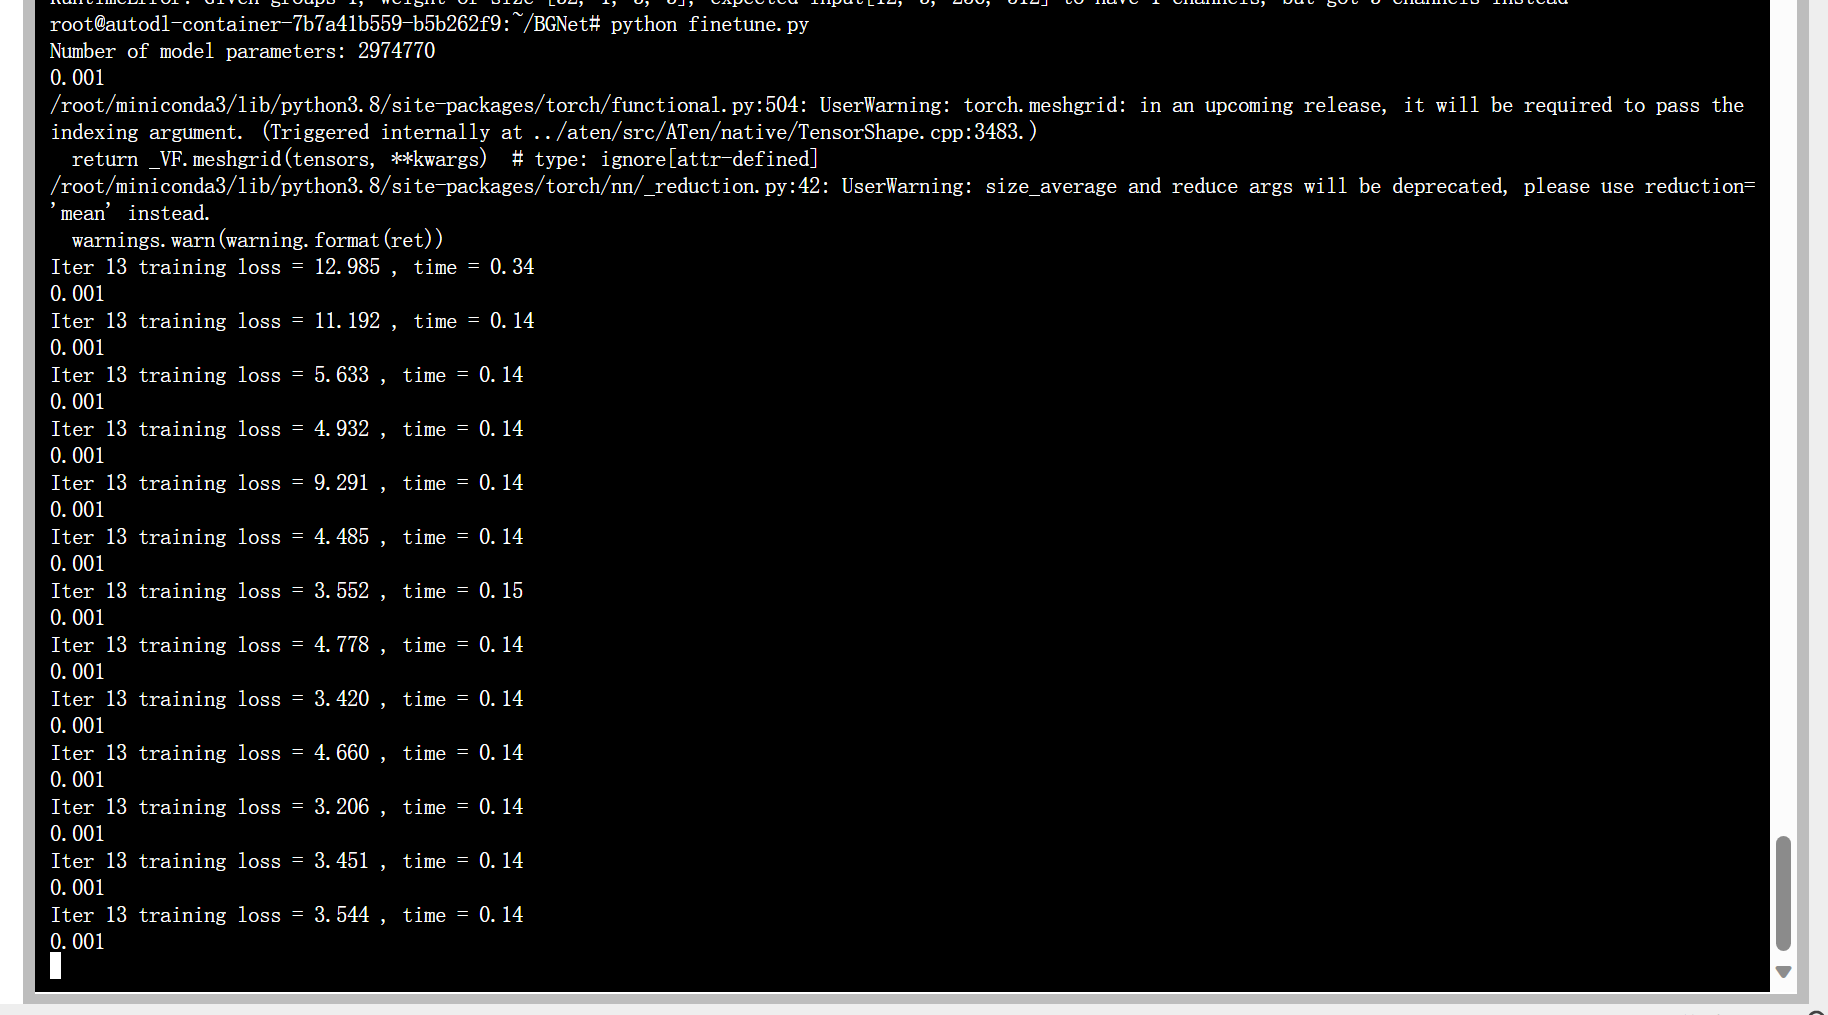 root@autodl-container-7b7a41b559-b5b262f9:~/BGNet# python finetune.py
Number of model parameters: 2974770
0.001
/root/miniconda3/lib/python3.8/site-packages/torch/functional.py:504: UserWarning: torch.meshgrid: in an upcoming release, it will be required to pass the
indexing argument. (Triggered internally at ../aten/src/ATen/native/TensorShape.cpp:3483.)
  return _VF.meshgrid(tensors, **kwargs)  # type: ignore[attr-defined]
/root/miniconda3/lib/python3.8/site-packages/torch/nn/_reduction.py:42: UserWarning: size_average and reduce args will be deprecated, please use reduction=
'mean' instead.
  warnings.warn(warning.format(ret))
Iter 13 training loss = 12.985 , time = 0.34
0.001
Iter 13 training loss = 11.192 , time = 0.14
0.001
Iter 13 training loss = 5.633 , time = 0.14
0.001
Iter 13 training loss = 4.932 , time = 0.14
0.001
Iter 13 training loss = 9.291 , time = 0.14
0.001
Iter 13 training loss = 4.485 , time = 0.14
0.001
Iter 13 training loss = 3.552 , time = 0.15
0.001
Iter 13 training loss = 4.778 , time = 0.14
0.001
Iter 13 training loss = 3.420 , time = 0.14
0.001
Iter 13 training loss = 4.660 , time = 0.14
0.001
Iter 13 training loss = 3.206 , time = 0.14
0.001
Iter 13 training loss = 3.451 , time = 0.14
0.001
Iter 13 training loss = 3.544 , time = 0.14
0.001